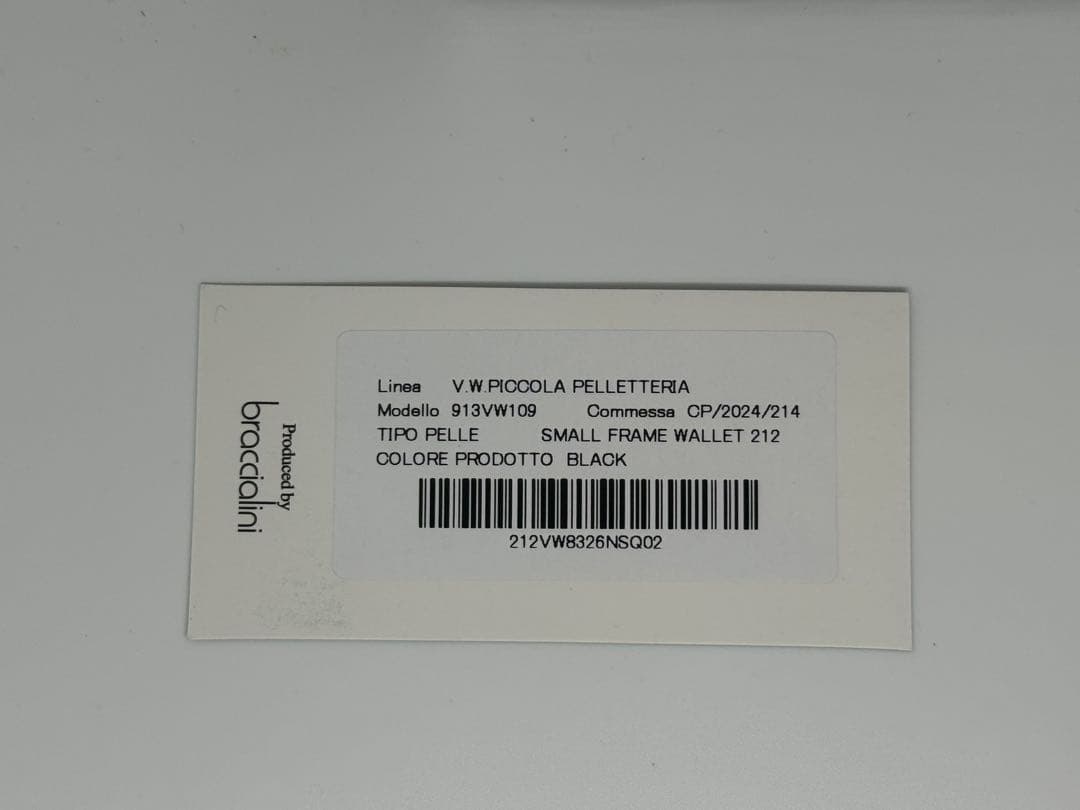 Produced by
braccialini
Linea V.W.PICCOLA PELLETTERIA
Modello 913VW109 Commessa CP/2024/214
TIPO PELLE SMALL FRAME WALLET 212
COLORE PRODOTTO BLACK
212VW8326NSQ02